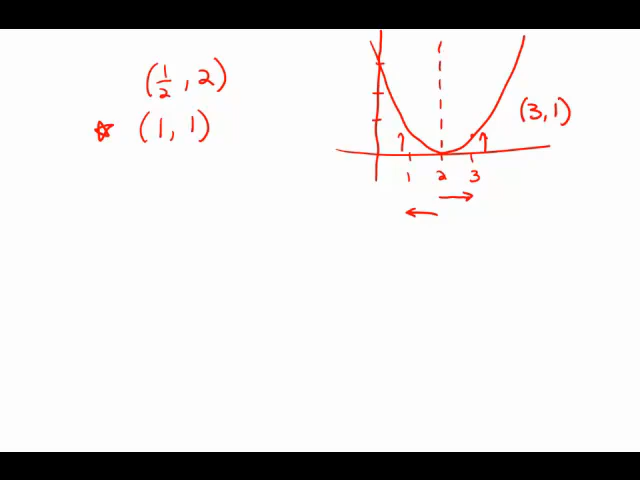 (1/2, 2)
☆ (1, 1)
(3, 1)
1 2 3